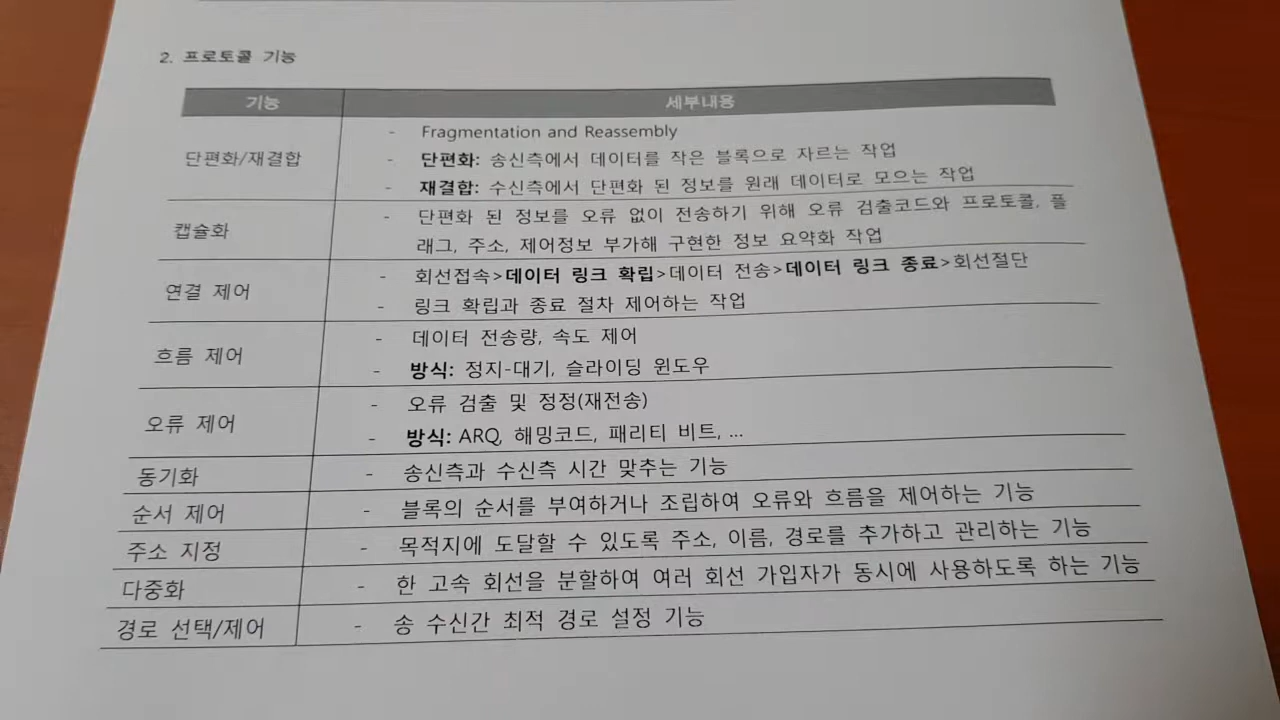 2. 프로토콜 기능
기능 세부내용
단편화/재결합
- Fragmentation and Reassembly
- 단편화: 송신측에서 데이터를 작은 블록으로 자르는 작업
- 재결합: 수신측에서 단편화 된 정보를 원래 데이터로 모으는 작업
캡슐화
- 단편화 된 정보를 오류 없이 전송하기 위해 오류 검출코드와 프로토콜, 플
래그, 주소, 제어정보 부가해 구현한 정보 요약화 작업
연결 제어
- 회선접속>데이터 링크 확립>데이터 전송>데이터 링크 종료>회선절단
- 링크 확립과 종료 절차 제어하는 작업
흐름 제어
- 데이터 전송량, 속도 제어
- 방식: 정지-대기, 슬라이딩 윈도우
오류 제어
- 오류 검출 및 정정(재전송)
- 방식: ARQ, 해밍코드, 패리티 비트, ...
동기화 - 송신측과 수신측 시간 맞추는 기능
순서 제어 - 블록의 순서를 부여하거나 조립하여 오류와 흐름을 제어하는 기능
주소 지정 - 목적지에 도달할 수 있도록 주소, 이름, 경로를 추가하고 관리하는 기능
다중화 - 한 고속 회선을 분할하여 여러 회선 가입자가 동시에 사용하도록 하는 기능
경로 선택/제어 - 송 수신간 최적 경로 설정 기능